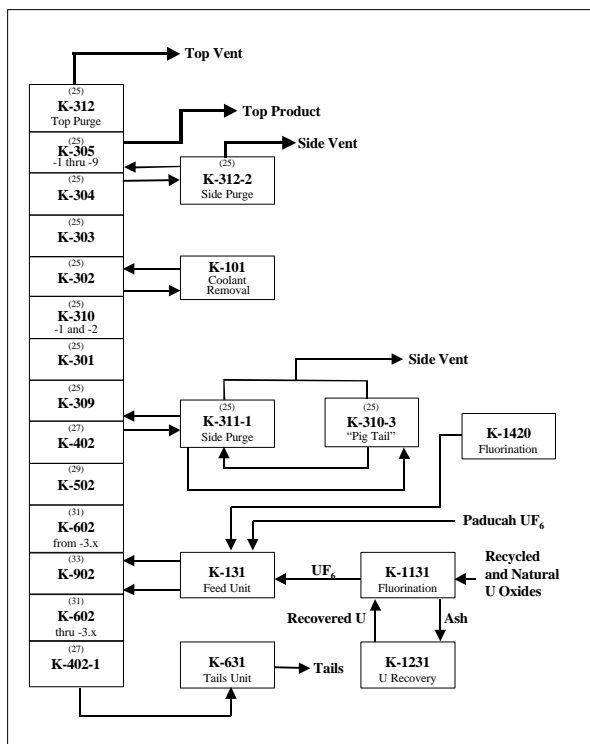 Top Vent
(25)
K-312
Top Purge
Top Product
(25)
K-305
-1 thru -9
Side Vent
(25)
K-304
(25)
K-312-2
Side Purge
K-303
(25)
K-302
K-101
Coolant
Removal
(25)
K-310
-1 and -2
(25)
K-301
Side Vent
(25)
K-309
(25)
K-311-1
Side Purge
(25)
K-310-3
“Pig Tail”
(27)
K-402
K-1420
Fluorination
(29)
K-502
(31)
K-602
from -3.x
Paducah UF6
(33)
K-902
K-131
Feed Unit
UF6
K-1131
Fluorination
Recycled
and Natural
U Oxides
(31)
K-602
thru -3.x
Recovered U
Ash
(27)
K-402-1
K-631
Tails Unit
Tails
K-1231
U Recovery